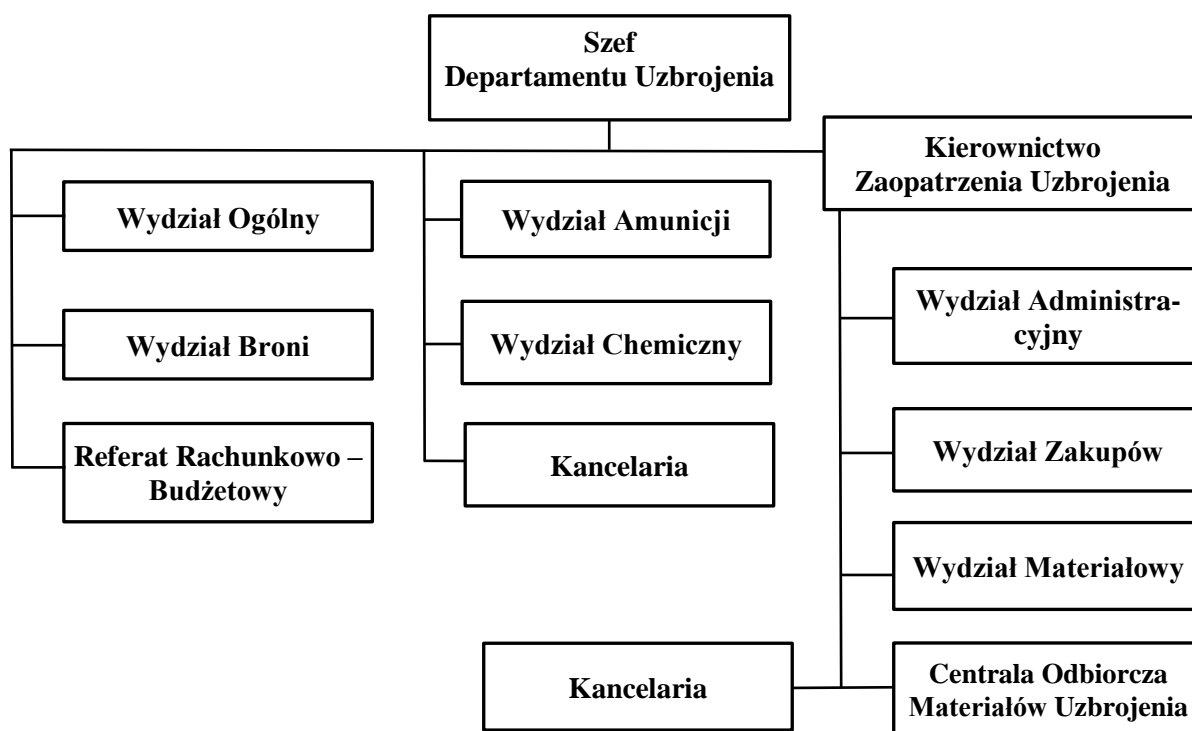 Szef
Departamentu Uzbrojenia
Kierownictwo
Zaopatrzenia Uzbrojenia
Wydział Ogólny
Wydział Amunicji
Wydział Administra-
cyjny
Wydział Broni
Wydział Chemiczny
Referat Rachunkowo –
Budżetowy
Kancelaria
Wydział Zakupów
Wydział Materiałowy
Kancelaria
Centrala Odbiorcza
Materiałów Uzbrojenia